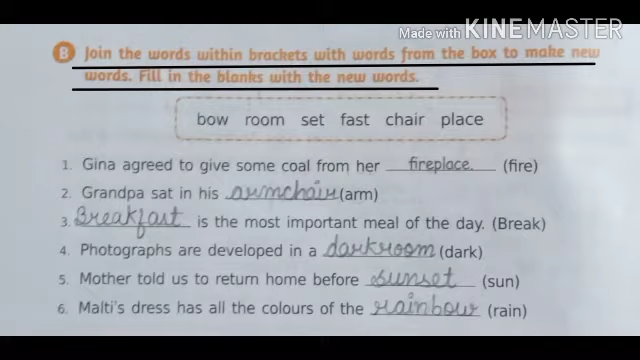 Made with KINEMASTER
B Join the words within brackets with words from the box to make new
words. Fill in the blanks with the new words.
bow room set fast chair place
1. Gina agreed to give some coal from her fireplace. (fire)
2. Grandpa sat in his armchair (arm)
3. Breakfast is the most important meal of the day. (Break)
4. Photographs are developed in a darkroom (dark)
5. Mother told us to return home before sunset (sun)
6. Malti's dress has all the colours of the rainbow (rain)